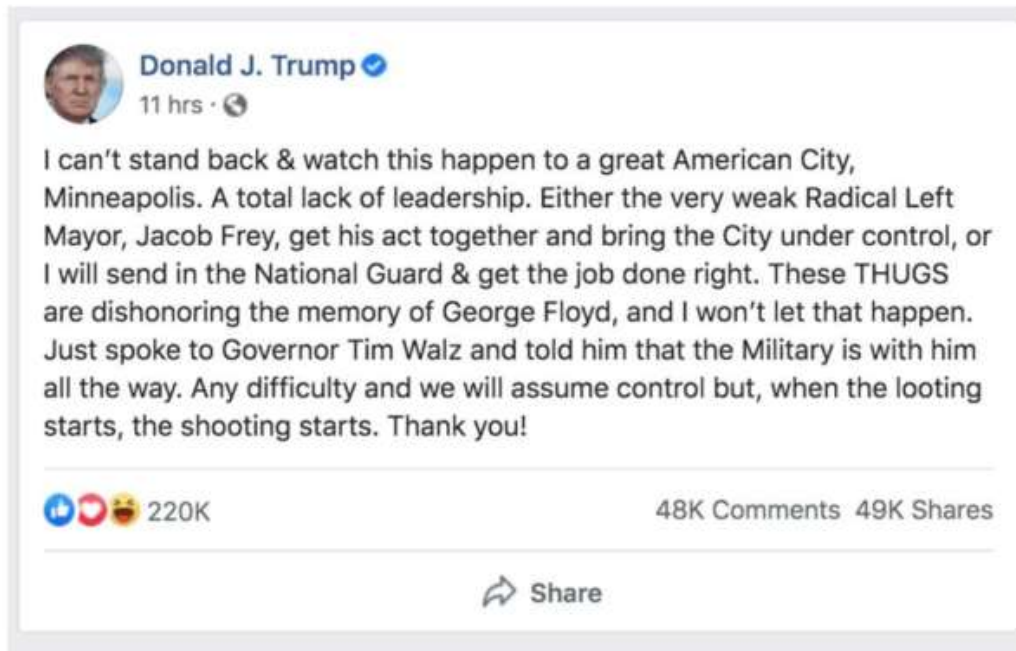 Donald J. Trump
11 hrs ·
I can't stand back & watch this happen to a great American City,
Minneapolis. A total lack of leadership. Either the very weak Radical Left
Mayor, Jacob Frey, get his act together and bring the City under control, or
I will send in the National Guard & get the job done right. These THUGS
are dishonoring the memory of George Floyd, and I won't let that happen.
Just spoke to Governor Tim Walz and told him that the Military is with him
all the way. Any difficulty and we will assume control but, when the looting
starts, the shooting starts. Thank you!
220K 48K Comments 49K Shares
Share